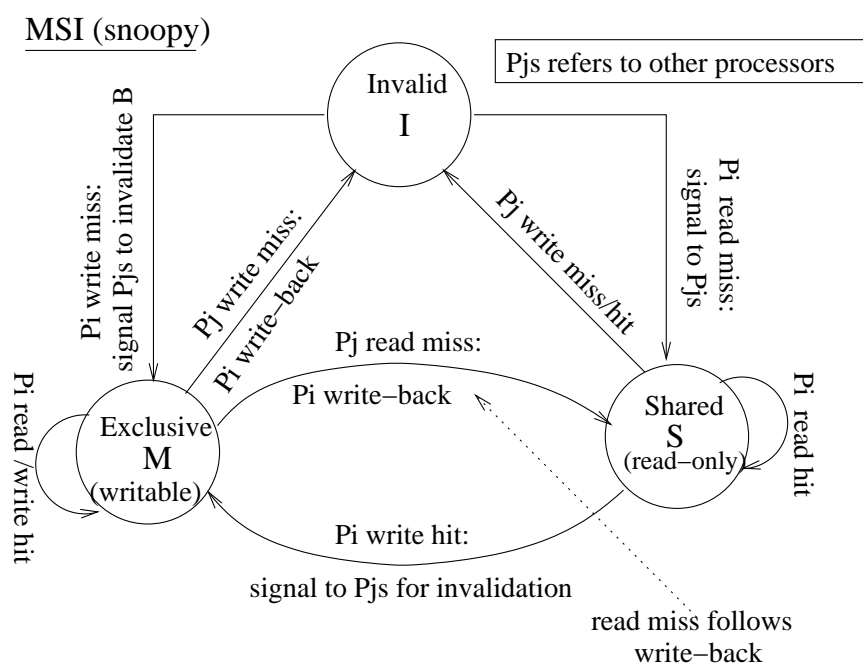 MSI (snoopy)
Pjs refers to other processors
Invalid
I
Pi write miss:
signal Pjs to invalidate B
Pj write miss:
Pi write−back
Pj write miss/hit
Pi read miss:
signal to Pjs
Pj read miss:
Pi write−back
Pi read /write hit
Exclusive
M
(writable)
Shared
S
(read−only)
Pi read hit
Pi write hit:
signal to Pjs for invalidation
read miss follows
write−back